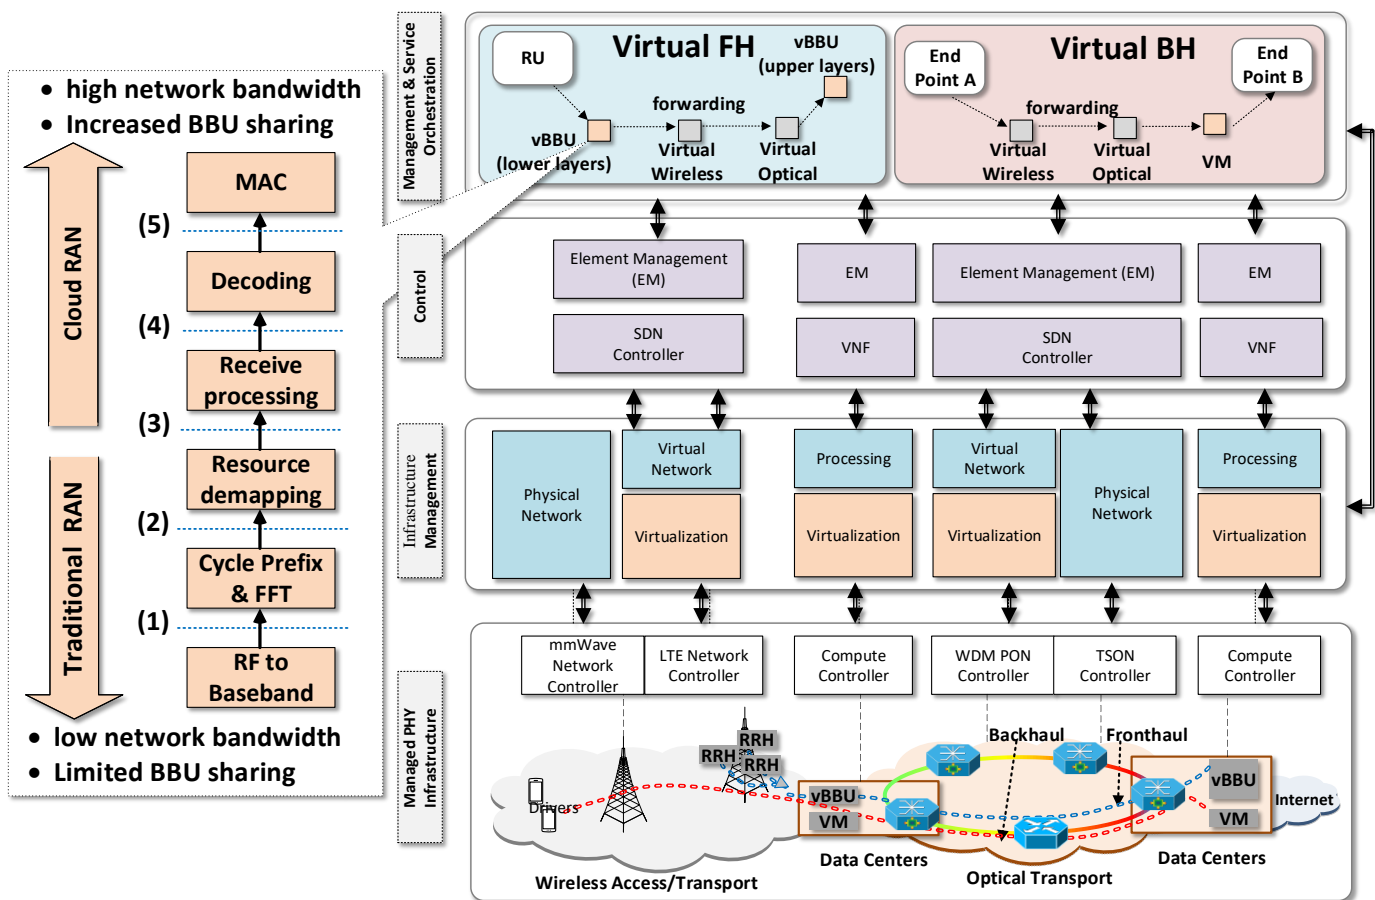 • high network bandwidth
• Increased BBU sharing
Cloud RAN
Traditional RAN
MAC
(5)
Decoding
(4)
Receive
processing
(3)
Resource
demapping
(2)
Cycle Prefix
& FFT
(1)
RF to
Baseband
• low network bandwidth
• Limited BBU sharing
Management & Service
Orchestration
Virtual FH
RU
vBBU
(upper layers)
forwarding
vBBU
(lower layers)
Virtual
Wireless
Virtual
Optical
Virtual BH
End
Point A
End
Point B
forwarding
Virtual
Wireless
Virtual
Optical
VM
Control
Element Management
(EM)
EM
Element Management (EM)
EM
SDN
Controller
VNF
SDN
Controller
VNF
Infrastructure
Management
Physical
Network
Virtual
Network
Virtualization
Processing
Virtualization
Virtual
Network
Virtualization
Physical
Network
Processing
Virtualization
Managed PHY
Infrastructure
mmWave
Network
Controller
LTE Network
Controller
Compute
Controller
WDM PON
Controller
TSON
Controller
Compute
Controller
Backhaul
Fronthaul
RRH
RRH
RRH
Drivers
vBBU
VM
vBBU
VM
Internet
Data Centers
Data Centers
Wireless Access/Transport
Optical Transport